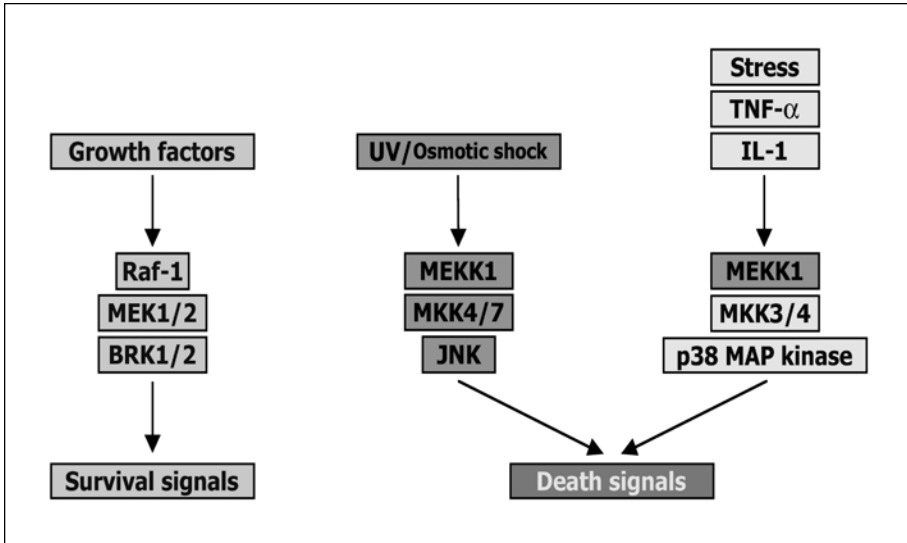 Growth factors
Raf-1
MEK1/2
BRK1/2
Survival signals
UV/Osmotic shock
MEKK1
MKK4/7
JNK
Stress
TNF-α
IL-1
MEKK1
MKK3/4
p38 MAP kinase
Death signals